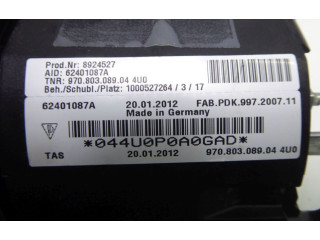 Prod.Nr: 8924527
AID: 62401087A
TNR: 970.803.089.04 4U0
Beh./Schubl./Platz: 1000527264 / 3 / 17
62401087A 20.01.2012 FAB.PDK.997.2007.11
Made in Germany
*044U0P0A0GAD*
TAS 20.01.2012 970.803.089.04 4U0